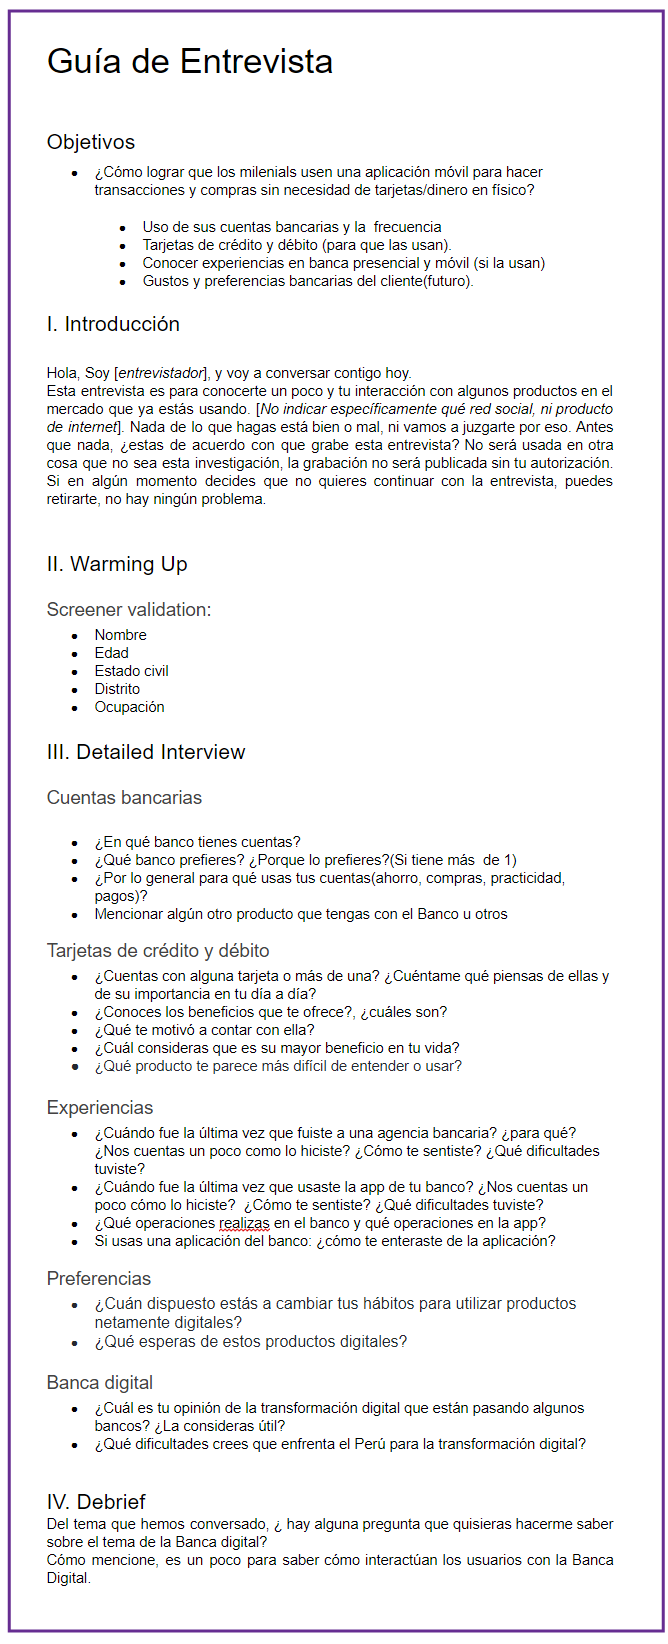 Guía de Entrevista
Objetivos
● ¿Cómo lograr que los milenials usen una aplicación móvil para hacer
transacciones y compras sin necesidad de tarjetas/dinero en físico?
● Uso de sus cuentas bancarias y la  frecuencia
● Tarjetas de crédito y débito (para que las usan).
● Conocer experiencias en banca presencial y móvil (si la usan)
● Gustos y preferencias bancarias del cliente(futuro).
I. Introducción
Hola, Soy [entrevistador], y voy a conversar contigo hoy.
Esta entrevista es para conocerte un poco y tu interacción con algunos productos en el
mercado que ya estás usando. [No indicar específicamente qué red social, ni producto
de internet]. Nada de lo que hagas está bien o mal, ni vamos a juzgarte por eso. Antes
que nada, ¿estas de acuerdo con que grabe esta entrevista? No será usada en otra
cosa que no sea esta investigación, la grabación no será publicada sin tu autorización.
Si en algún momento decides que no quieres continuar con la entrevista, puedes
retirarte, no hay ningún problema.
II. Warming Up
Screener validation:
● Nombre
● Edad
● Estado civil
● Distrito
● Ocupación
III. Detailed Interview
Cuentas bancarias
● ¿En qué banco tienes cuentas?
● ¿Qué banco prefieres? ¿Porque lo prefieres?(Si tiene más  de 1)
● ¿Por lo general para qué usas tus cuentas(ahorro, compras, practicidad,
pagos)?
● Mencionar algún otro producto que tengas con el Banco u otros
Tarjetas de crédito y débito
● ¿Cuentas con alguna tarjeta o más de una? ¿Cuéntame qué piensas de ellas y
de su importancia en tu día a día?
● ¿Conoces los beneficios que te ofrece?, ¿cuáles son?
● ¿Qué te motivó a contar con ella?
● ¿Cuál consideras que es su mayor beneficio en tu vida?
● ¿Qué producto te parece más difícil de entender o usar?
Experiencias
● ¿Cuándo fue la última vez que fuiste a una agencia bancaria? ¿para qué?
¿Nos cuentas un poco como lo hiciste? ¿Cómo te sentiste? ¿Qué dificultades
tuviste?
● ¿Cuándo fue la última vez que usaste la app de tu banco? ¿Nos cuentas un
poco cómo lo hiciste?  ¿Cómo te sentiste? ¿Qué dificultades tuviste?
● ¿Qué operaciones realizas en el banco y qué operaciones en la app?
● Si usas una aplicación del banco: ¿cómo te enteraste de la aplicación?
Preferencias
● ¿Cuán dispuesto estás a cambiar tus hábitos para utilizar productos
netamente digitales?
● ¿Qué esperas de estos productos digitales?
Banca digital
● ¿Cuál es tu opinión de la transformación digital que están pasando algunos
bancos? ¿La consideras útil?
● ¿Qué dificultades crees que enfrenta el Perú para la transformación digital?
IV. Debrief
Del tema que hemos conversado, ¿ hay alguna pregunta que quisieras hacerme saber
sobre el tema de la Banca digital?
Cómo mencione, es un poco para saber cómo interactúan los usuarios con la Banca
Digital.